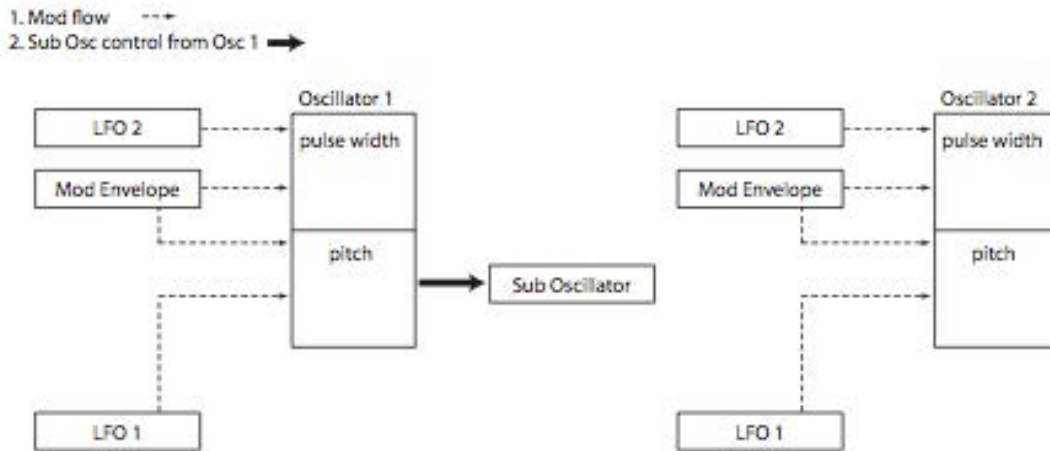 1. Mod flow
2. Sub Osc control from Osc 1
Oscillator 1
LFO 2
pulse width
Mod Envelope
pitch
Sub Oscillator
LFO 1
Oscillator 2
LFO 2
pulse width
Mod Envelope
pitch
LFO 1